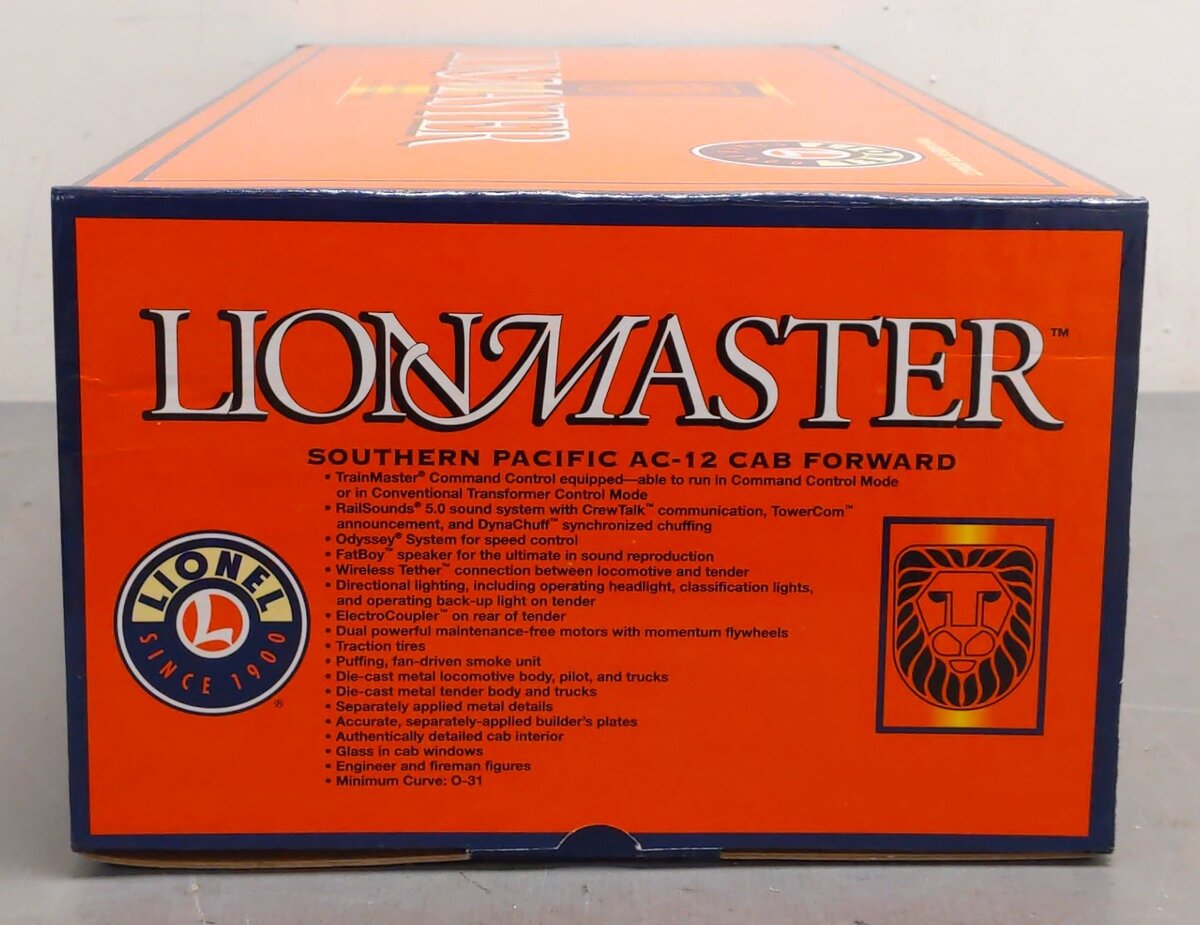 LIONMASTER
LIONMASTER™
SOUTHERN PACIFIC AC-12 CAB FORWARD
• TrainMaster® Command Control equipped—able to run in Command Control Mode
or in Conventional Transformer Control Mode
• RailSounds® 5.0 sound system with CrewTalk™ communication, TowerCom™
announcement, and DynaChuff™ synchronized chuffing
• Odyssey® System for speed control
• FatBoy™ speaker for the ultimate in sound reproduction
• Wireless Tether™ connection between locomotive and tender
• Directional lighting, including operating headlight, classification lights,
and operating back-up light on tender
• ElectroCoupler™ on rear of tender
• Dual powerful maintenance-free motors with momentum flywheels
• Traction tires
• Puffing, fan-driven smoke unit
• Die-cast metal locomotive body, pilot, and trucks
• Die-cast metal tender body and trucks
• Separately applied metal details
• Accurate, separately-applied builder's plates
• Authentically detailed cab interior
• Glass in cab windows
• Engineer and fireman figures
• Minimum Curve: O-31
LIONEL
L
SINCE 1900
®